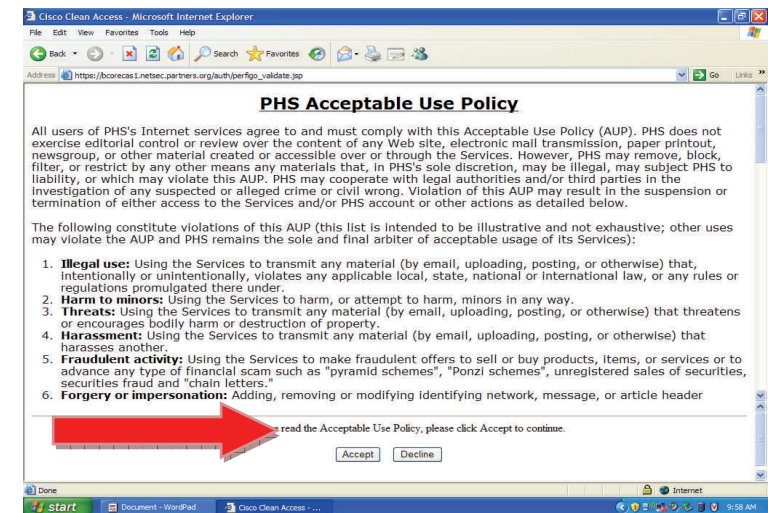 Cisco Clean Access - Microsoft Internet Explorer
File Edit View Favorites Tools Help
Back Search Favorites
Address https://bcorecas1.netsec.partners.org/auth/perfigo_validate.jsp Go Links »
PHS Acceptable Use Policy
All users of PHS's Internet services agree to and must comply with this Acceptable Use Policy (AUP). PHS does not
exercise editorial control or review over the content of any Web site, electronic mail transmission, paper printout,
newsgroup, or other material created or accessible over or through the Services. However, PHS may remove, block,
filter, or restrict by any other means any materials that, in PHS's sole discretion, may be illegal, may subject PHS to
liability, or which may violate this AUP. PHS may cooperate with legal authorities and/or third parties in the
investigation of any suspected or alleged crime or civil wrong. Violation of this AUP may result in the suspension or
termination of either access to the Services and/or PHS account or other actions as detailed below.
The following constitute violations of this AUP (this list is intended to be illustrative and not exhaustive; other uses
may violate the AUP and PHS remains the sole and final arbiter of acceptable usage of its Services):
1. Illegal use: Using the Services to transmit any material (by email, uploading, posting, or otherwise) that,
intentionally or unintentionally, violates any applicable local, state, national or international law, or any rules or
regulations promulgated there under.
2. Harm to minors: Using the Services to harm, or attempt to harm, minors in any way.
3. Threats: Using the Services to transmit any material (by email, uploading, posting, or otherwise) that threatens
or encourages bodily harm or destruction of property.
4. Harassment: Using the Services to transmit any material (by email, uploading, posting, or otherwise) that
harasses another.
5. Fraudulent activity: Using the Services to make fraudulent offers to sell or buy products, items, or services or to
advance any type of financial scam such as "pyramid schemes", "Ponzi schemes", unregistered sales of securities,
securities fraud and "chain letters."
6. Forgery or impersonation: Adding, removing or modifying identifying network, message, or article header
read the Acceptable Use Policy, please click Accept to continue.
Accept Decline
Done Internet
start Document - WordPad Cisco Clean Access - ... 9:58 AM